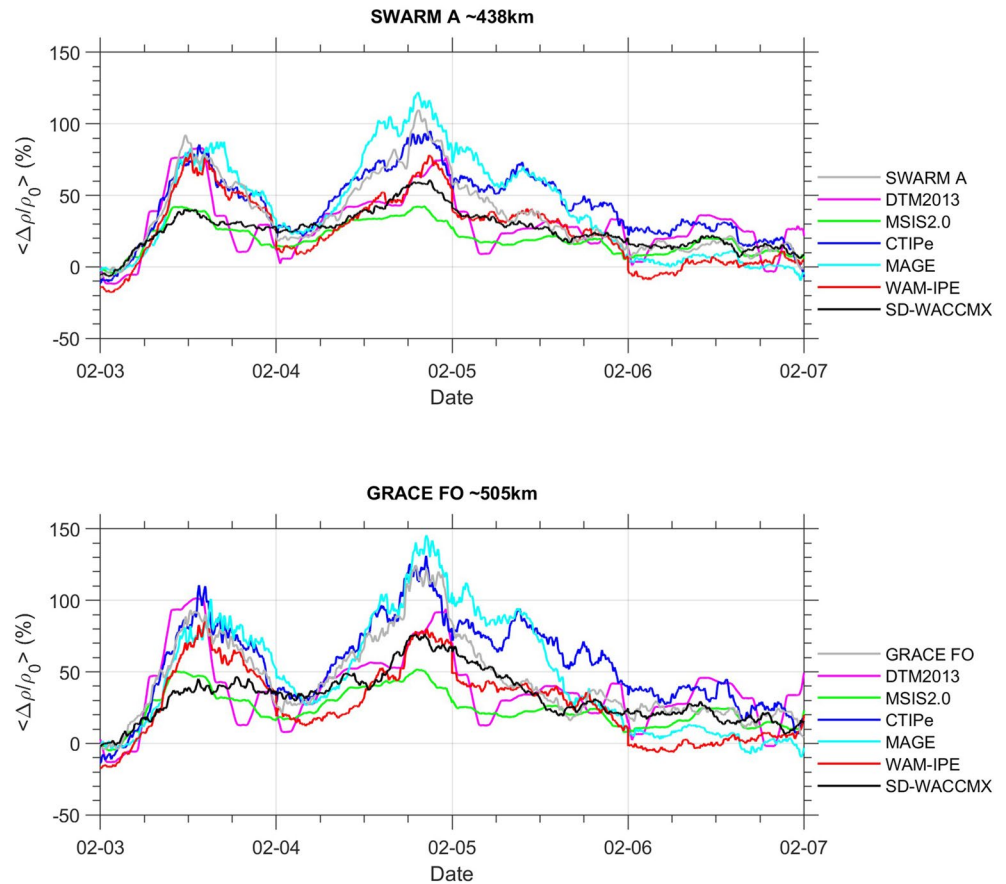 SWARM A ~438km
150
100
50
0
-50
<Δρ/ρ0> (%)
02-03 02-04 02-05 02-06 02-07
Date
SWARM A
DTM2013
MSIS2.0
CTIPe
MAGE
WAM-IPE
SD-WACCMX
GRACE FO ~505km
150
100
50
0
-50
<Δρ/ρ0> (%)
02-03 02-04 02-05 02-06 02-07
Date
GRACE FO
DTM2013
MSIS2.0
CTIPe
MAGE
WAM-IPE
SD-WACCMX